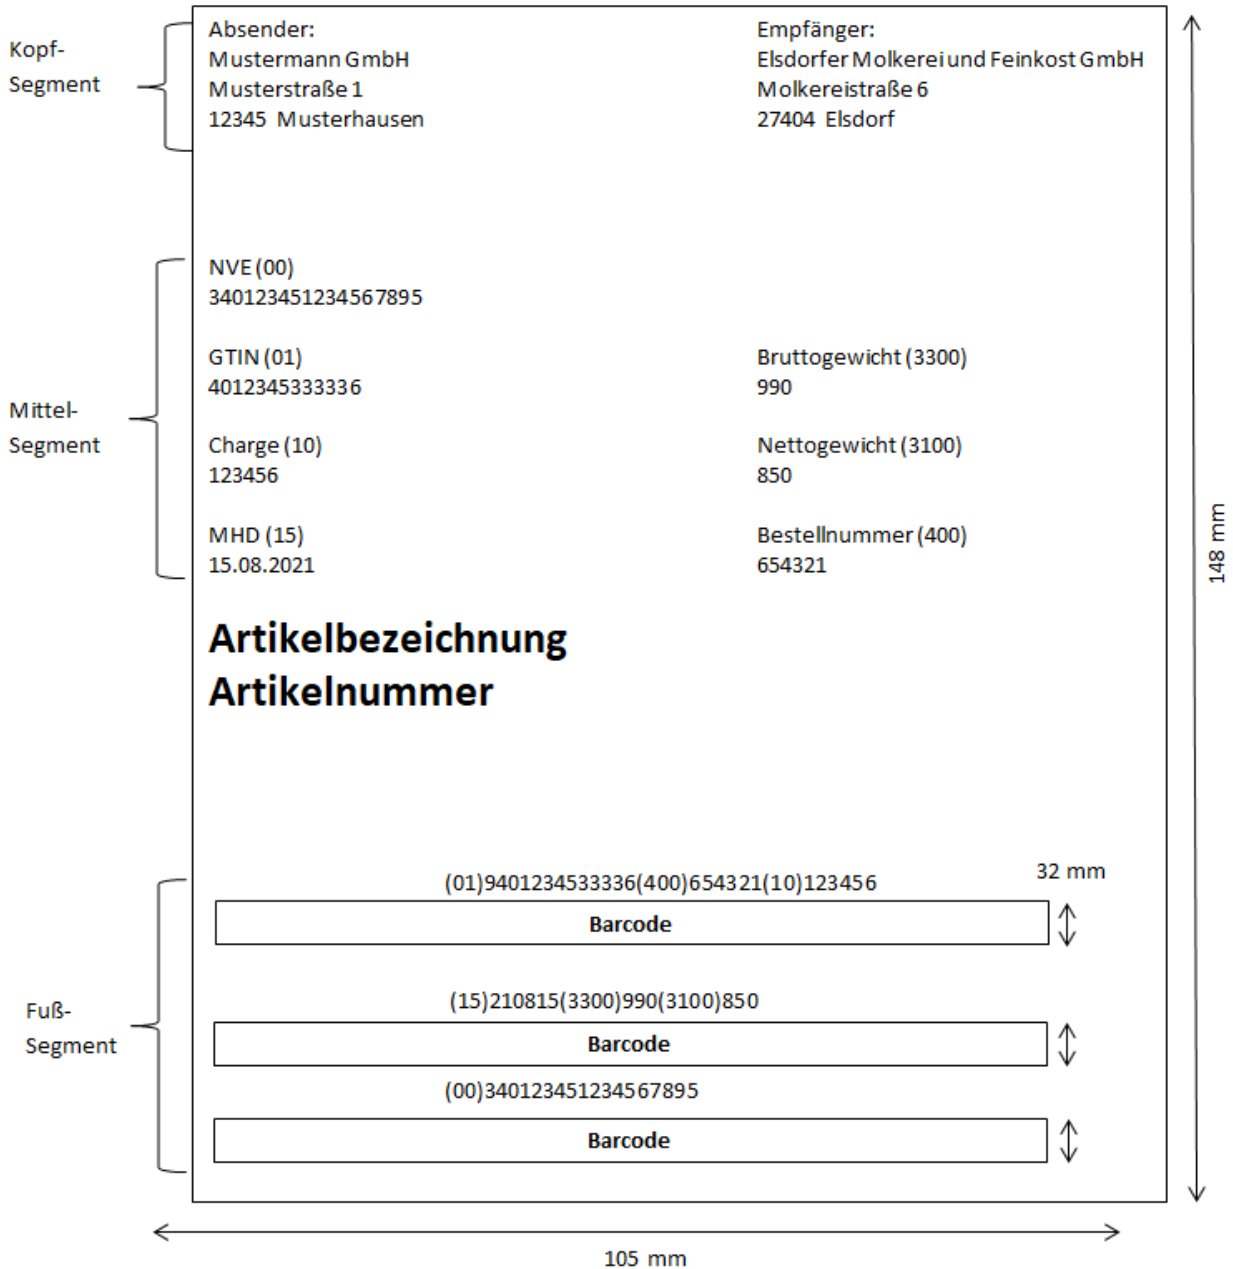 Kopf-
Segment
Absender:
Mustermann GmbH
Musterstraße 1
12345 Musterhausen
Empfänger:
Elsdorfer Molkerei und Feinkost GmbH
Molkereistraße 6
27404 Elsdorf
Mittel-
Segment
NVE (00)
340123451234567895
GTIN (01)
4012345333336
Bruttogewicht (3300)
990
Charge (10)
123456
Nettogewicht (3100)
850
MHD (15)
15.08.2021
Bestellnummer (400)
654321
148 mm
Artikelbezeichnung
Artikelnummer
Fuß-
Segment
(01)9401234533336(400)654321(10)123456
32 mm
Barcode
(15)210815(3300)990(3100)850
Barcode
(00)340123451234567895
Barcode
105 mm